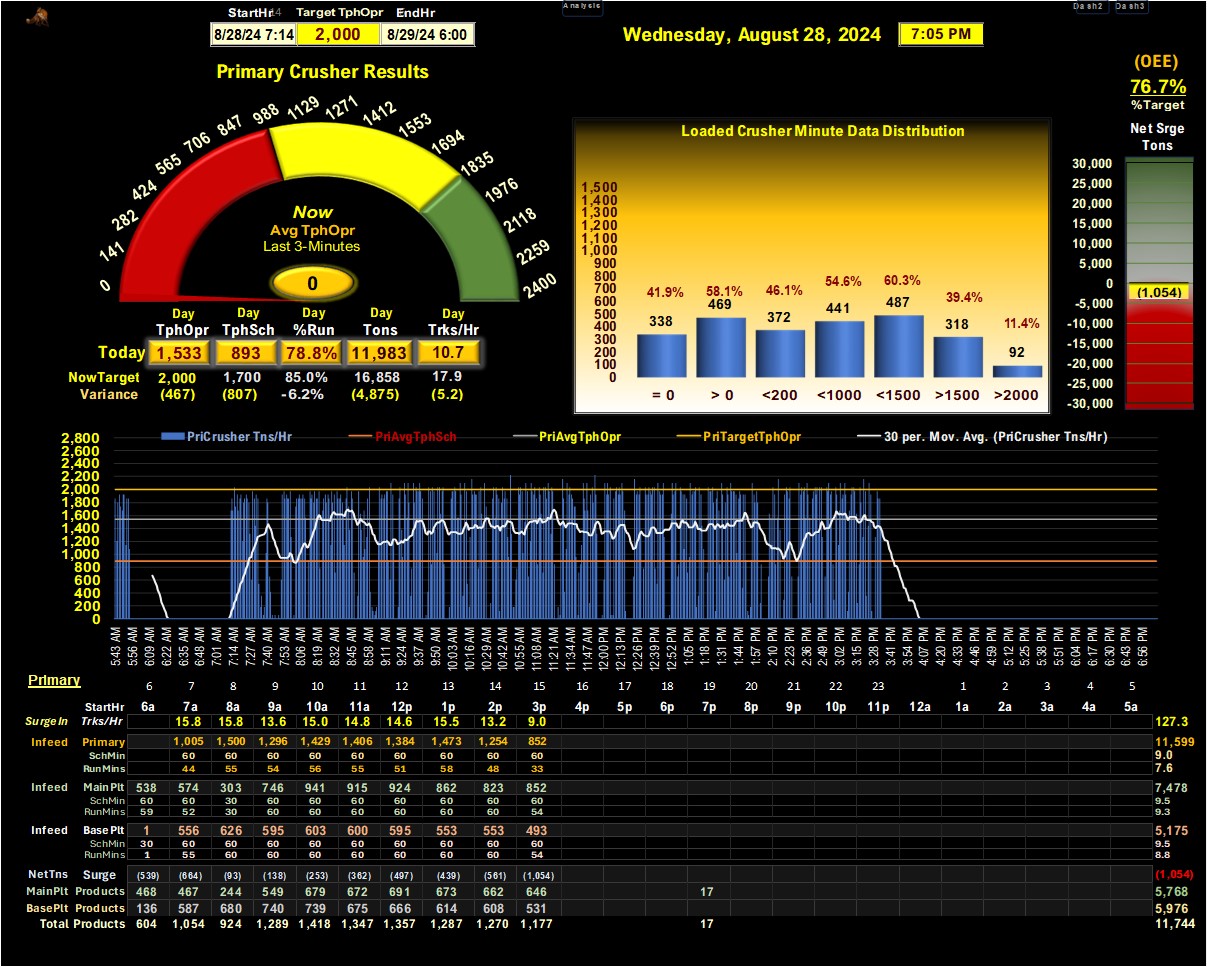 StartHr 14 Target TphOpr EndHr
8/28/24 7:14 2,000 8/29/24 6:00
Analysis
Dash2 Dash3
Wednesday, August 28, 2024 7:05 PM
(OEE)
76.7%
%Target
Net Srge
Tons
Primary Crusher Results
0 141 282 424 565 706 847 988 1129 1271 1412 1553 1694 1835 1976 2118 2259 2400
Now
Avg TphOpr
Last 3-Minutes
0
Day Day Day Day Day
TphOpr TphSch %Run Tons Trks/Hr
Today 1,533 893 78.8% 11,983 10.7
NowTarget 2,000 1,700 85.0% 16,858 17.9
Variance (467) (807) -6.2% (4,875) (5.2)
Loaded Crusher Minute Data Distribution
1,500
1,400
1,300
1,200
1,100
1,000
900
800
700
600
500
400
300
200
100
0
41.9% 58.1% 46.1% 54.6% 60.3% 39.4% 11.4%
338 469 372 441 487 318 92
= 0 > 0 <200 <1000 <1500 >1500 >2000
30,000
25,000
20,000
15,000
10,000
5,000
0
(1,054)
-5,000
-10,000
-15,000
-20,000
-25,000
-30,000
PriCrusher Tns/Hr PriAvgTphSch PriAvgTphOpr PriTargetTphOpr 30 per. Mov. Avg. (PriCrusher Tns/Hr)
2,800
2,600
2,400
2,200
2,000
1,800
1,600
1,400
1,200
1,000
800
600
400
200
0
5:43 AM 5:56 AM 6:09 AM 6:22 AM 6:35 AM 6:48 AM 7:01 AM 7:14 AM 7:27 AM 7:40 AM 7:53 AM 8:06 AM 8:19 AM 8:32 AM 8:45 AM 8:58 AM 9:11 AM 9:24 AM 9:37 AM 9:50 AM 10:03 AM 10:16 AM 10:29 AM 10:42 AM 10:55 AM 11:08 AM 11:21 AM 11:34 AM 11:47 AM 12:00 PM 12:13 PM 12:26 PM 12:39 PM 12:52 PM 1:05 PM 1:18 PM 1:31 PM 1:44 PM 1:57 PM 2:10 PM 2:23 PM 2:36 PM 2:49 PM 3:02 PM 3:15 PM 3:28 PM 3:41 PM 3:54 PM 4:07 PM 4:20 PM 4:33 PM 4:46 PM 4:59 PM 5:12 PM 5:25 PM 5:38 PM 5:51 PM 6:04 PM 6:17 PM 6:30 PM 6:43 PM 6:56 PM
Primary 6 7 8 9 10 11 12 13 14 15 16 17 18 19 20 21 22 23 1 2 3 4 5
StartHr 6a 7a 8a 9a 10a 11a 12p 1p 2p 3p 4p 5p 6p 7p 8p 9p 10p 11p 12a 1a 2a 3a 4a 5a
SurgeIn Trks/Hr 15.8 15.8 13.6 15.0 14.8 14.6 15.5 13.2 9.0 127.3
Infeed Primary 1,005 1,500 1,296 1,429 1,406 1,384 1,473 1,254 852 11,599
SchMin 60 60 60 60 60 60 60 60 60 9.0
RunMins 44 55 54 56 55 51 58 48 33 7.6
Infeed MainPlt 538 574 303 746 941 915 924 862 823 852 7,478
SchMin 60 60 30 60 60 60 60 60 60 60 9.5
RunMins 59 52 30 60 60 60 60 60 60 54 9.3
Infeed BasePlt 1 556 626 595 603 600 595 553 553 493 5,175
SchMin 30 60 60 60 60 60 60 60 60 60 9.5
RunMins 1 55 60 60 60 60 60 60 60 54 8.8
NetTns Surge (539) (664) (93) (138) (253) (362) (497) (439) (561) (1,054) (1,054)
MainPlt Products 468 467 244 549 679 672 691 673 662 646 17 5,768
BasePlt Products 136 587 680 740 739 675 666 614 608 531 5,976
Total Products 604 1,054 924 1,289 1,418 1,347 1,357 1,287 1,270 1,177 17 11,744